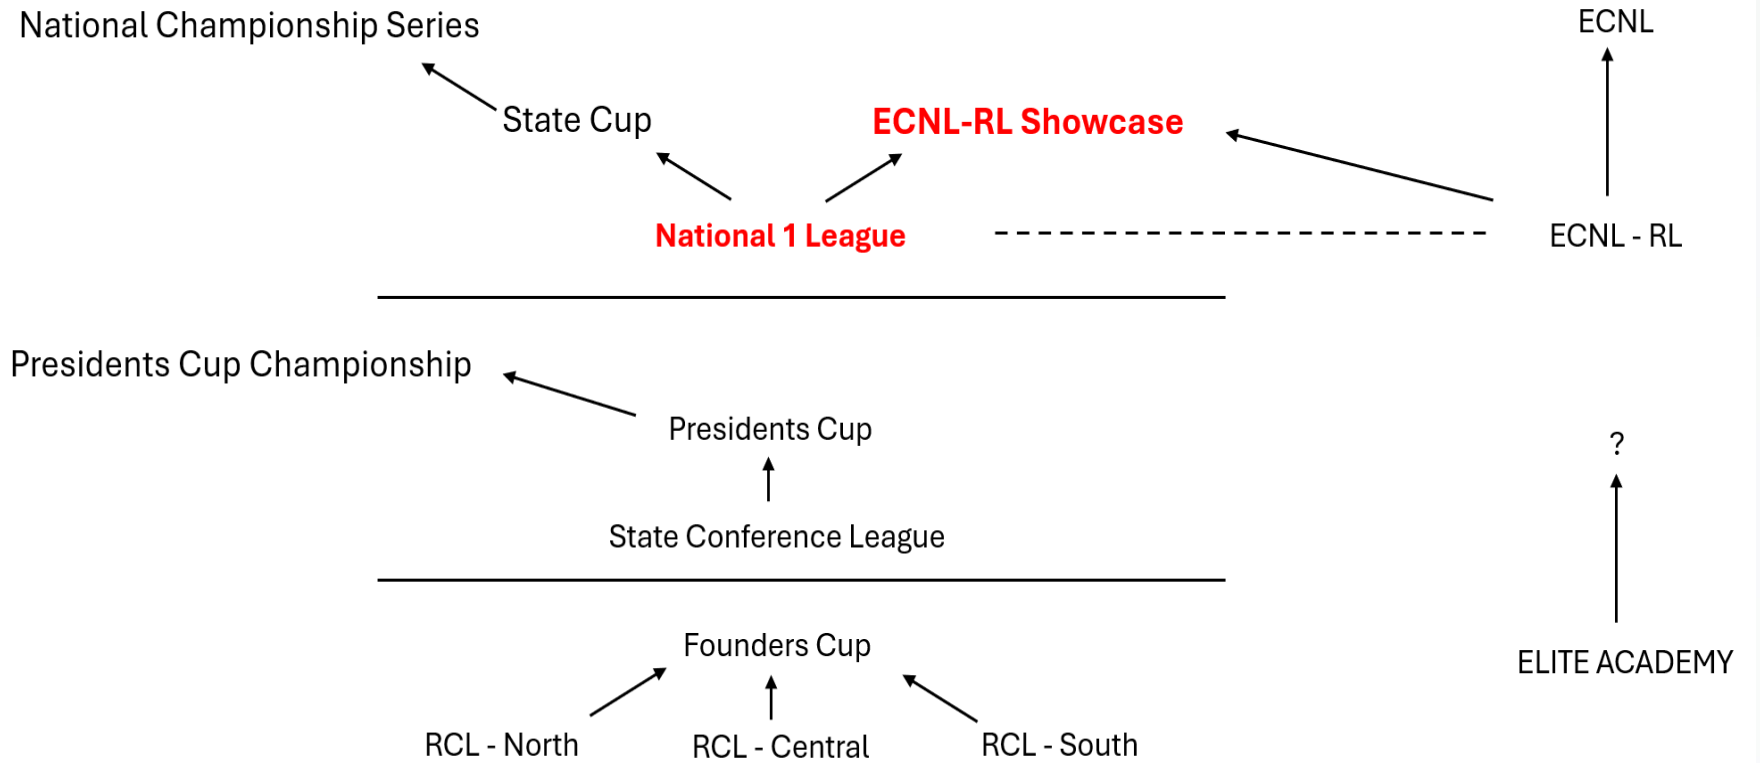 National Championship Series
ECNL
State Cup
ECNL-RL Showcase
National 1 League
ECNL - RL
Presidents Cup Championship
Presidents Cup
?
State Conference League
Founders Cup
ELITE ACADEMY
RCL - North
RCL - Central
RCL - South